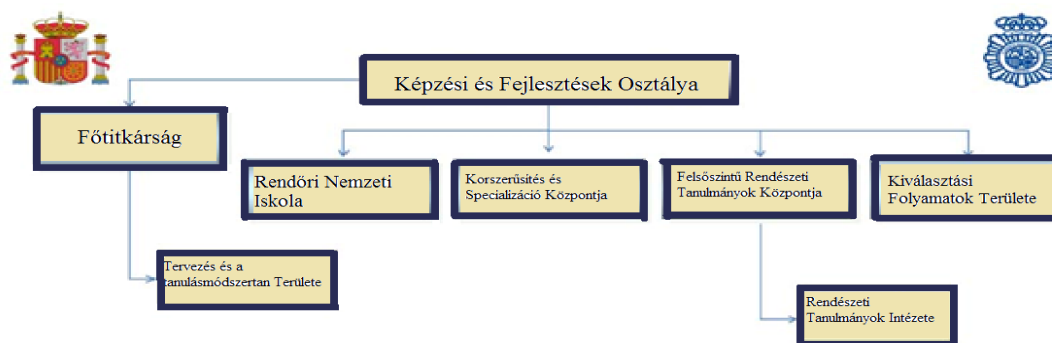 Képzési és Fejlesztések Osztálya
Főtitkárság
Rendőri Nemzeti
Iskola
Korszerűsités és
Specializáció Központja
Felsőszintű Rendészeti
Tanulmányok Központja
Kiválasztási
Folyamatok Területe
Tervezés és a
tanulásmódszertan Területe
Rendészeti
Tanulmányok Intézete